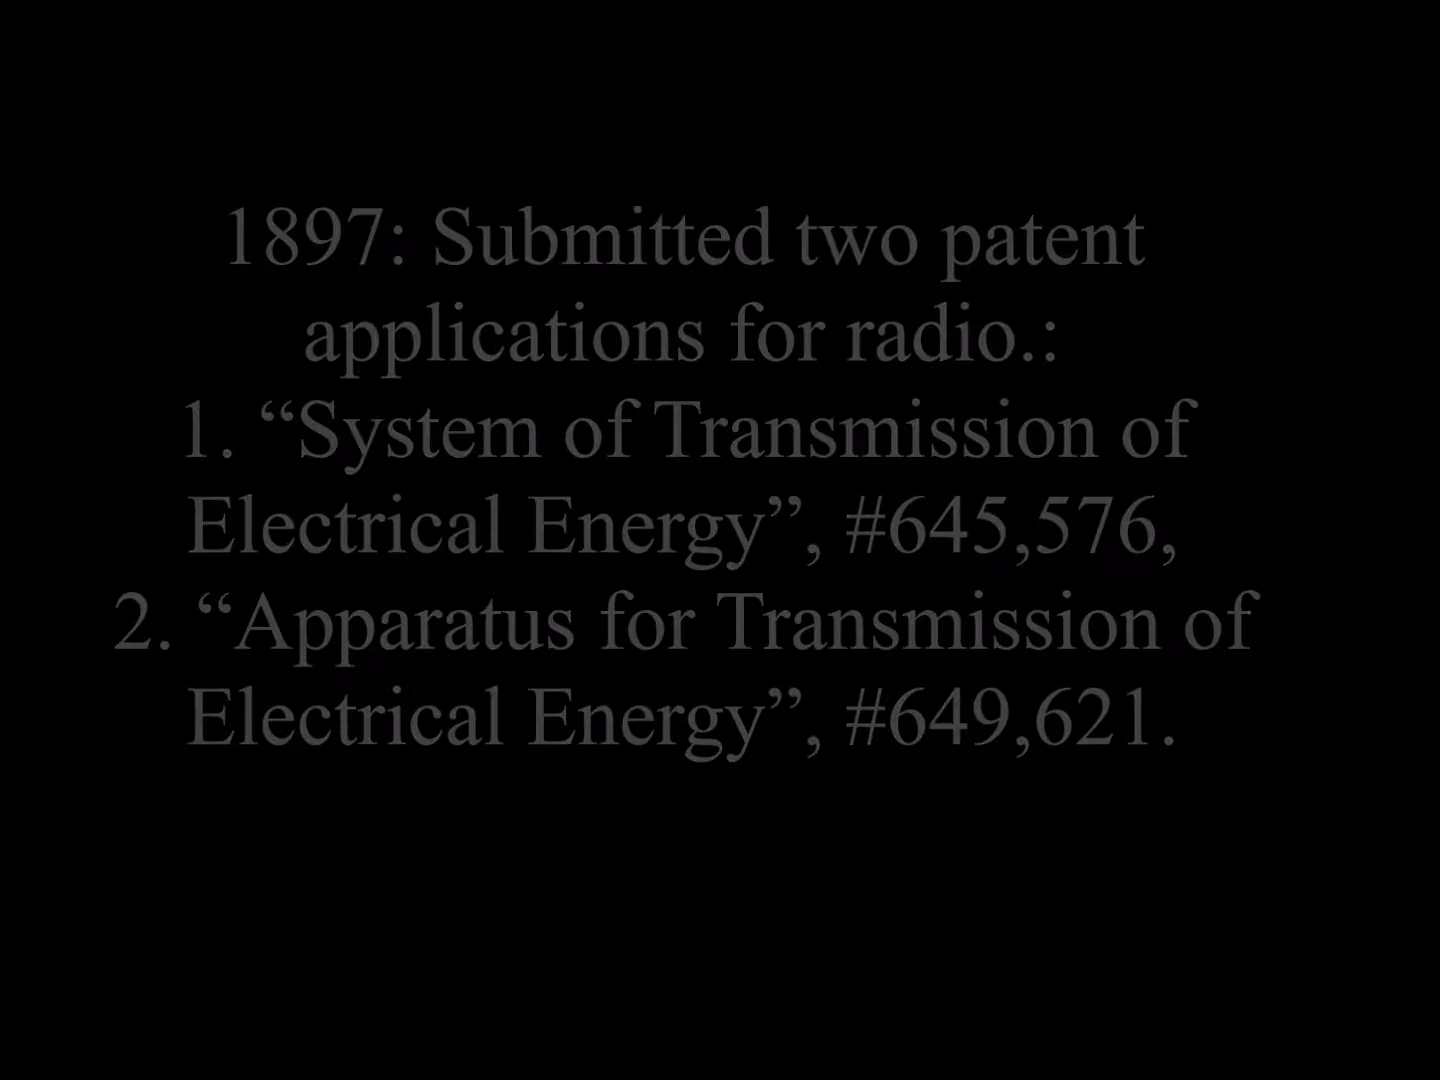 1897: Submitted two patent
applications for radio.:
1. “System of Transmission of
Electrical Energy”, #645,576,
2. “Apparatus for Transmission of
Electrical Energy”, #649,621.